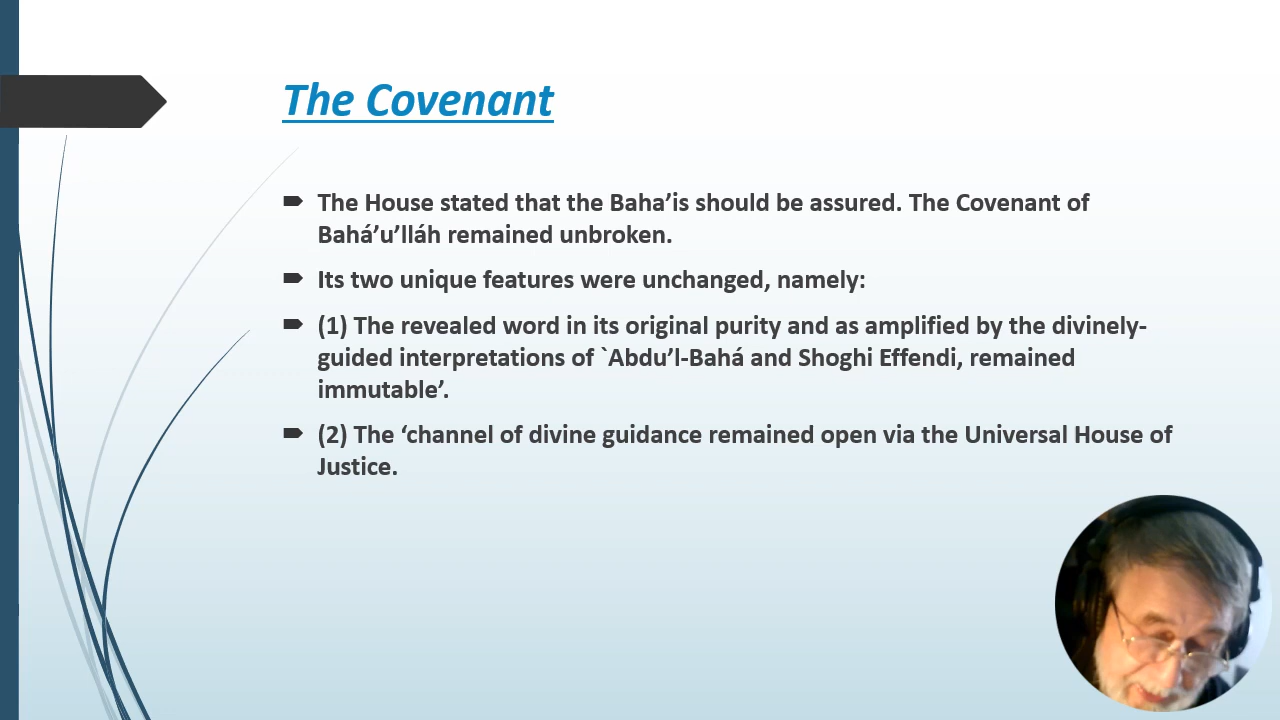 The Covenant
The House stated that the Baha’is should be assured. The Covenant of
Bahá’u’lláh remained unbroken.
Its two unique features were unchanged, namely:
(1) The revealed word in its original purity and as amplified by the divinely-
guided interpretations of `Abdu’l-Bahá and Shoghi Effendi, remained
immutable’.
(2) The ‘channel of divine guidance remained open via the Universal House of
Justice.